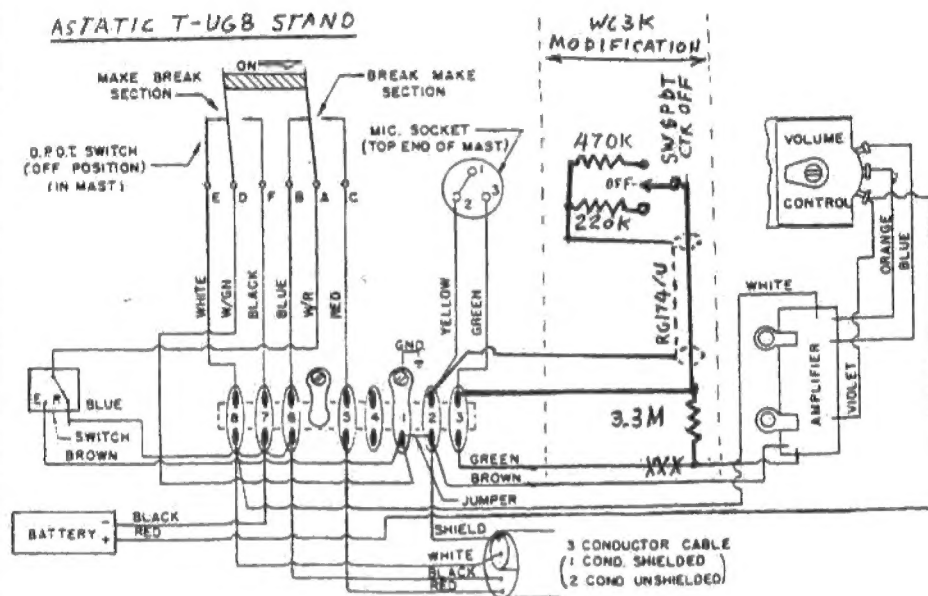 ASTATIC T-UG8 STAND
WC3K
MODIFICATION
ON
MAKE BREAK
SECTION
BREAK MAKE
SECTION
D.P.D.T. SWITCH
(OFF POSITION)
(IN MAST)
MIC. SOCKET
(TOP END OF MAST)
1
2
3
470K
OFF
220K
SW SPDT
CTR OFF
VOLUME
CONTROL
E
D
F
B
A
C
WHITE
W/GN
BLACK
BLUE
W/R
RED
YELLOW
GREEN
RG174/U
ORANGE
BLUE
WHITE
GND
E
R
BLUE
SWITCH
BROWN
8
7
6
5
4
1
2
3
3.3M
AMPLIFIER
VIOLET
GREEN
XXX
BROWN
JUMPER
BATTERY
-
+
BLACK
RED
SHIELD
WHITE
BLACK
RED
3 CONDUCTOR CABLE
(1 COND. SHIELDED)
(2 COND UNSHIELDED)